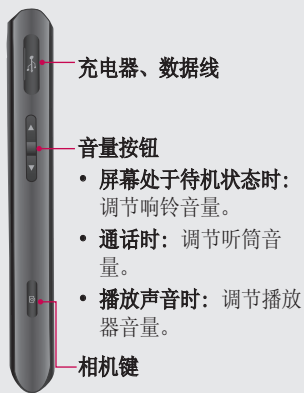 充电器、数据线
音量按钮
• 屏幕处于待机状态时：
调节响铃音量。
• 通话时：调节听筒音
量。
• 播放声音时：调节播放
器音量。
相机键